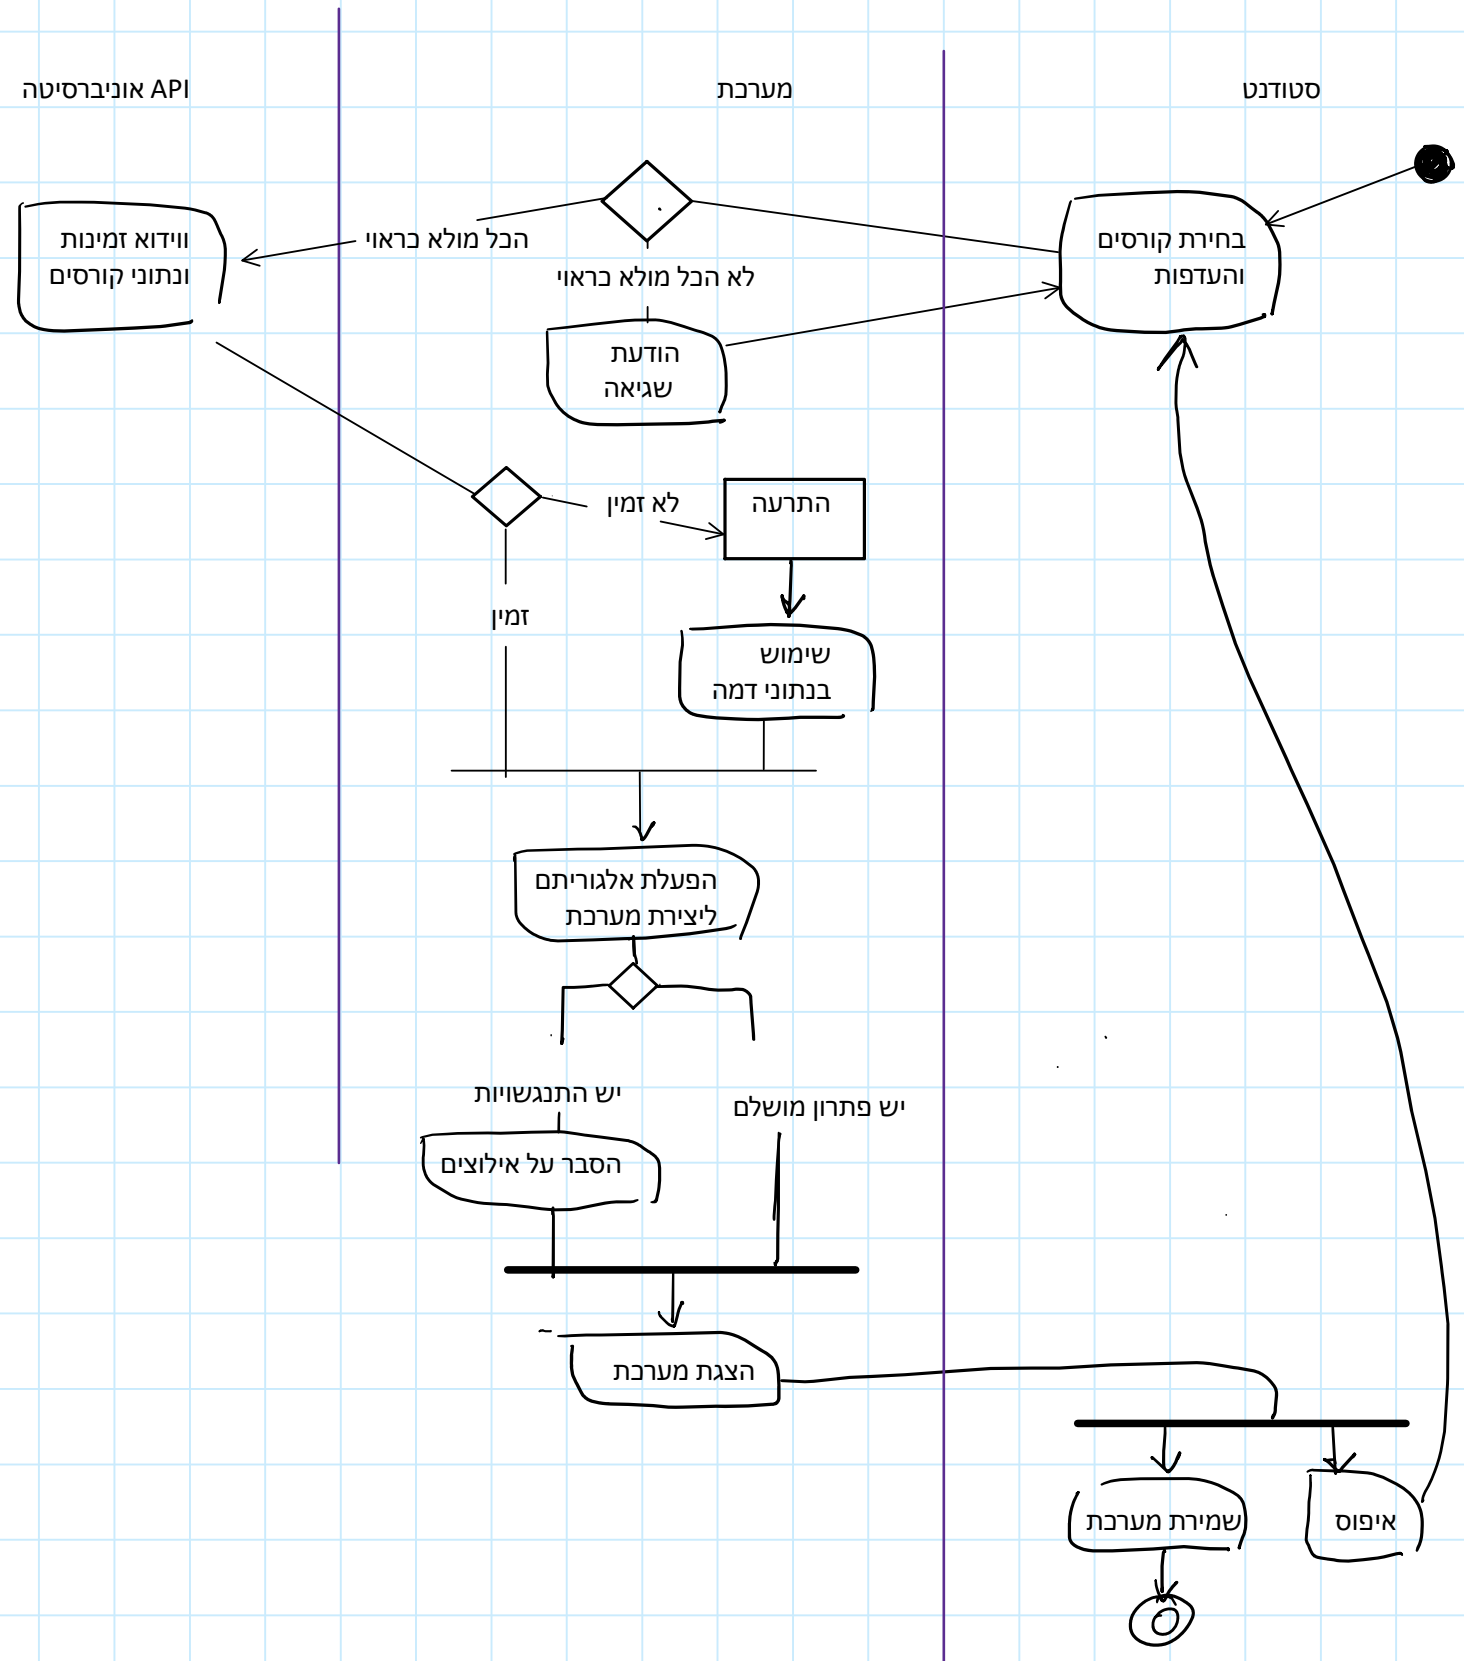 סטודנט
מערכת
API אוניברסיטה
בחירת קורסים
והעדפות
הכל מולא כראוי
לא הכל מולא כראוי
ווידוא זמינות
ונתוני קורסים
הודעת
שגיאה
לא זמין
התרעה
זמין
שימוש
בנתוני דמה
הפעלת אלגוריתם
ליצירת מערכת
יש התנגשויות
יש פתרון מושלם
הסבר על אילוצים
הצגת מערכת
איפוס
שמירת מערכת